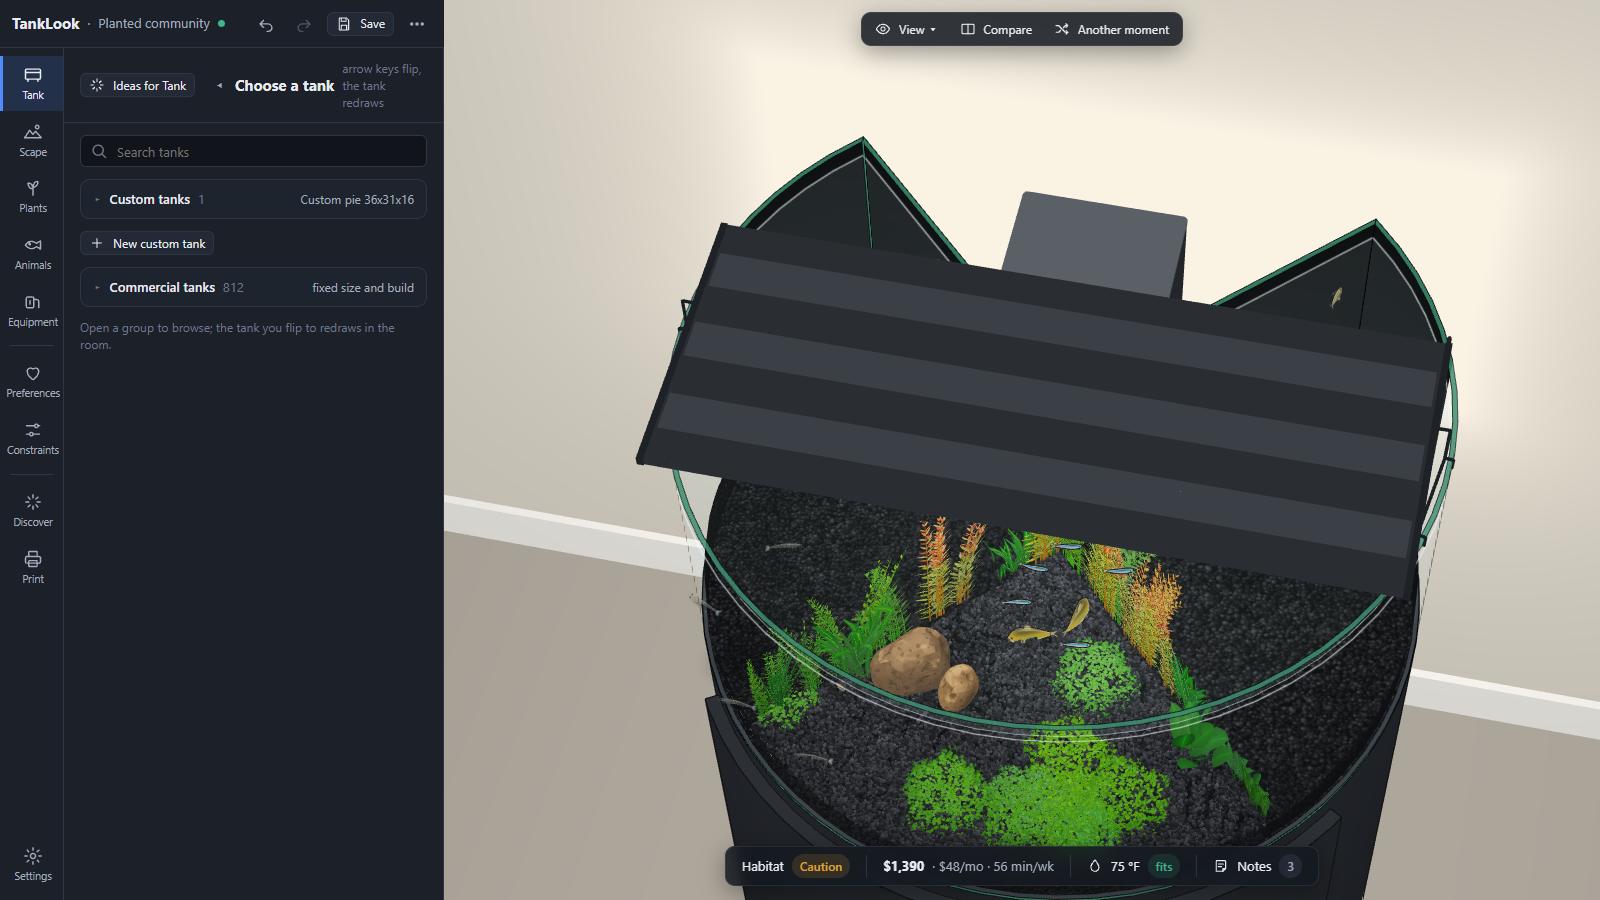 TankLook · Planted community
Save
View
Compare
Another moment
Tank
Scape
Plants
Animals
Equipment
Preferences
Constraints
Discover
Print
Settings
Ideas for Tank
Choose a tank
arrow keys flip,
the tank
redraws
Search tanks
Custom tanks 1 Custom pie 36x31x16
New custom tank
Commercial tanks 812 fixed size and build
Open a group to browse; the tank you flip to redraws in the
room.
Habitat Caution $1,390 · $48/mo · 56 min/wk 75 °F fits Notes 3